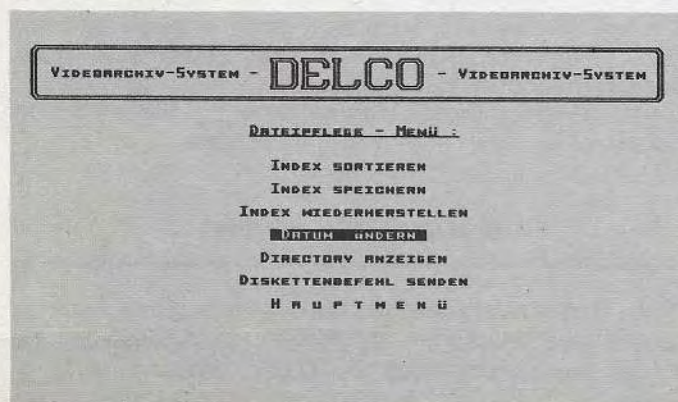 VIDEOARCHIV-SYSTEM - DELCO - VIDEOARCHIV-SYSTEM
DATEIPFLEGE - MENÜ :
INDEX SORTIEREN
INDEX SPEICHERN
INDEX WIEDERHERSTELLEN
DATUM äNDERN
DIRECTORY ANZEIGEN
DISKETTENBEFEHL SENDEN
H A U P T M E N Ü